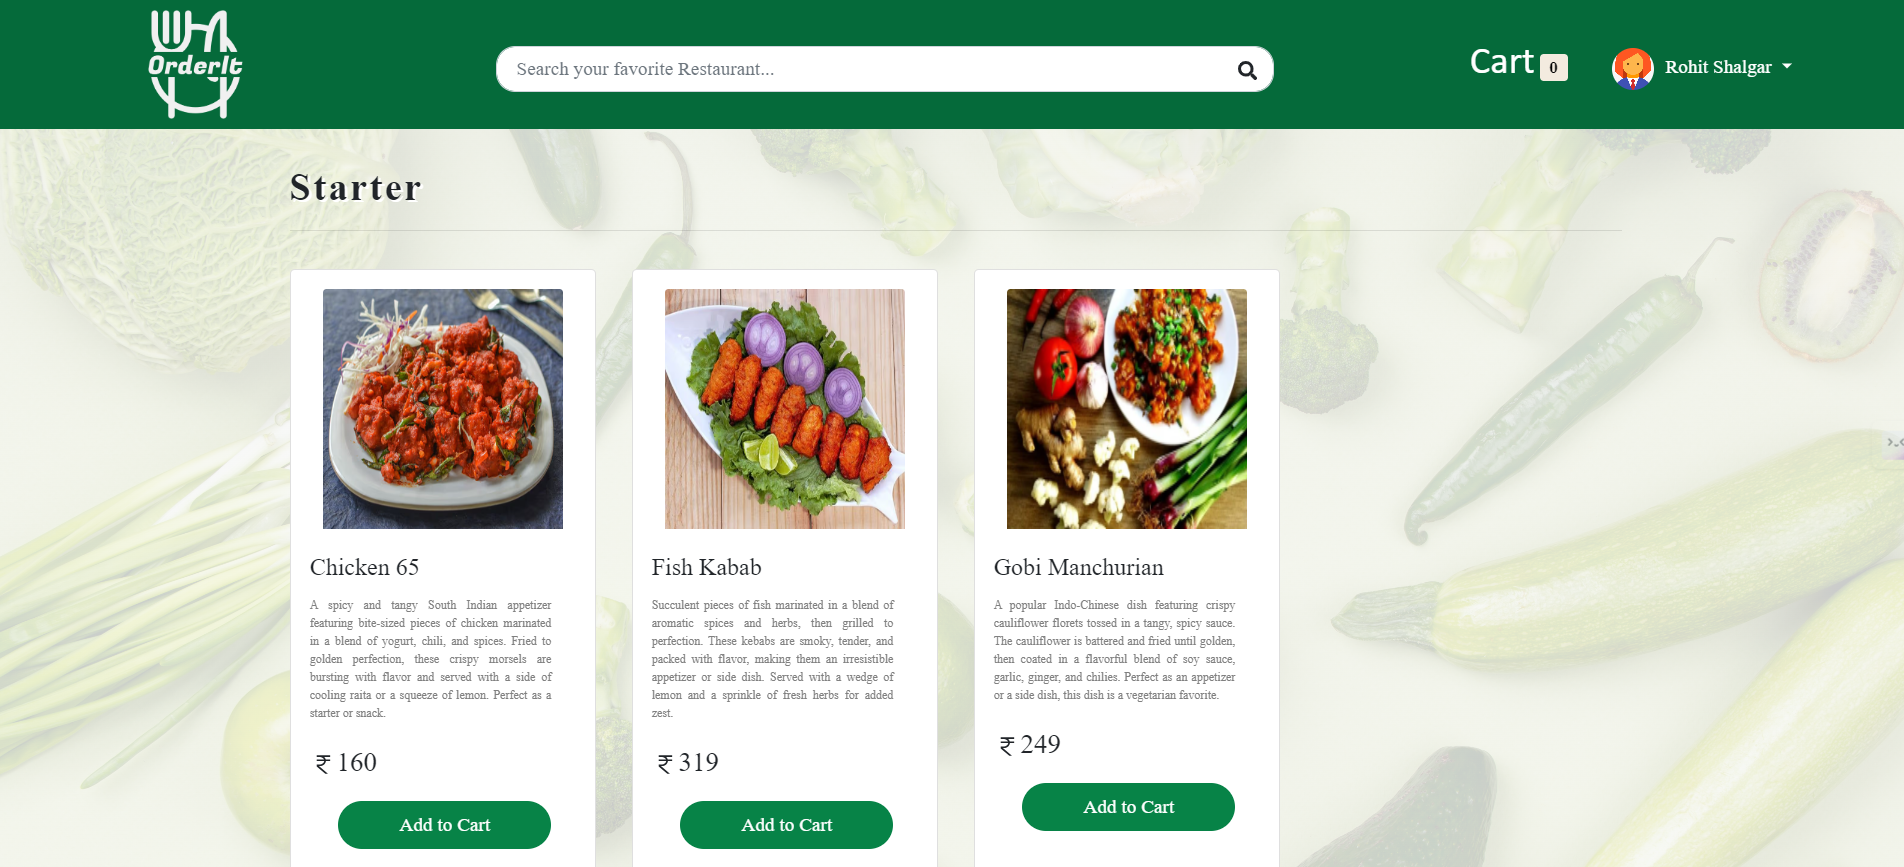 OrderIt
Search your favorite Restaurant...
Cart 0
Rohit Shalgar
Starter
Chicken 65
A spicy and tangy South Indian appetizer
featuring bite-sized pieces of chicken marinated
in a blend of yogurt, chili, and spices. Fried to
golden perfection, these crispy morsels are
bursting with flavor and served with a side of
cooling raita or a squeeze of lemon. Perfect as a
starter or snack.
₹ 160
Add to Cart
Fish Kabab
Succulent pieces of fish marinated in a blend of
aromatic spices and herbs, then grilled to
perfection. These kebabs are smoky, tender, and
packed with flavor, making them an irresistible
appetizer or side dish. Served with a wedge of
lemon and a sprinkle of fresh herbs for added
zest.
₹ 319
Add to Cart
Gobi Manchurian
A popular Indo-Chinese dish featuring crispy
cauliflower florets tossed in a tangy, spicy sauce.
The cauliflower is battered and fried until golden,
then coated in a flavorful blend of soy sauce,
garlic, ginger, and chilies. Perfect as an appetizer
or a side dish, this dish is a vegetarian favorite.
₹ 249
Add to Cart